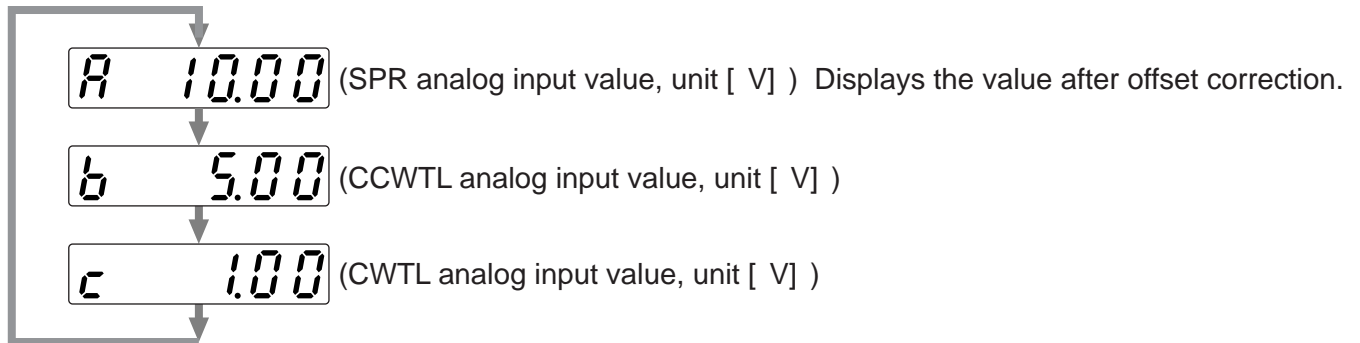 A 10.00 (SPR analog input value, unit [ V] ) Displays the value after offset correction.
b 5.00 (CCWTL analog input value, unit [ V] )
c 1.00 (CWTL analog input value, unit [ V] )